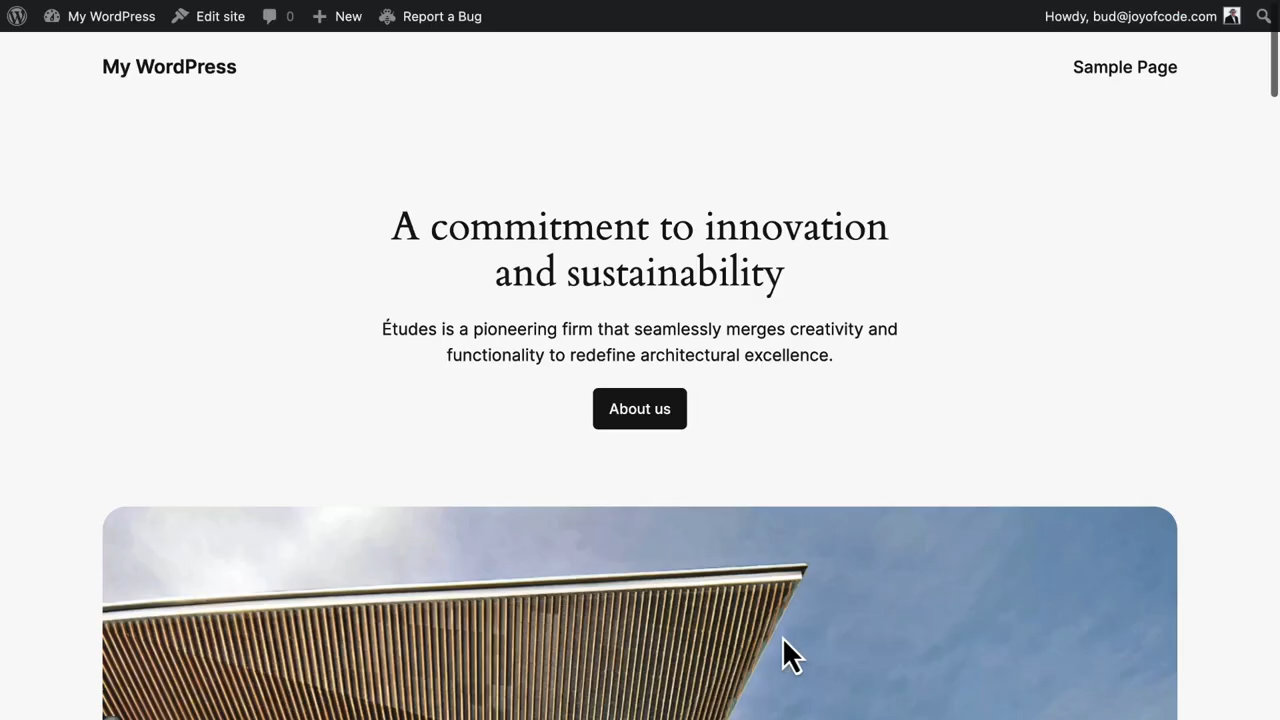 My WordPress Edit site 0 New Report a Bug Howdy, bud@joyofcode.com
My WordPress Sample Page
A commitment to innovation
and sustainability
Études is a pioneering firm that seamlessly merges creativity and
functionality to redefine architectural excellence.
About us